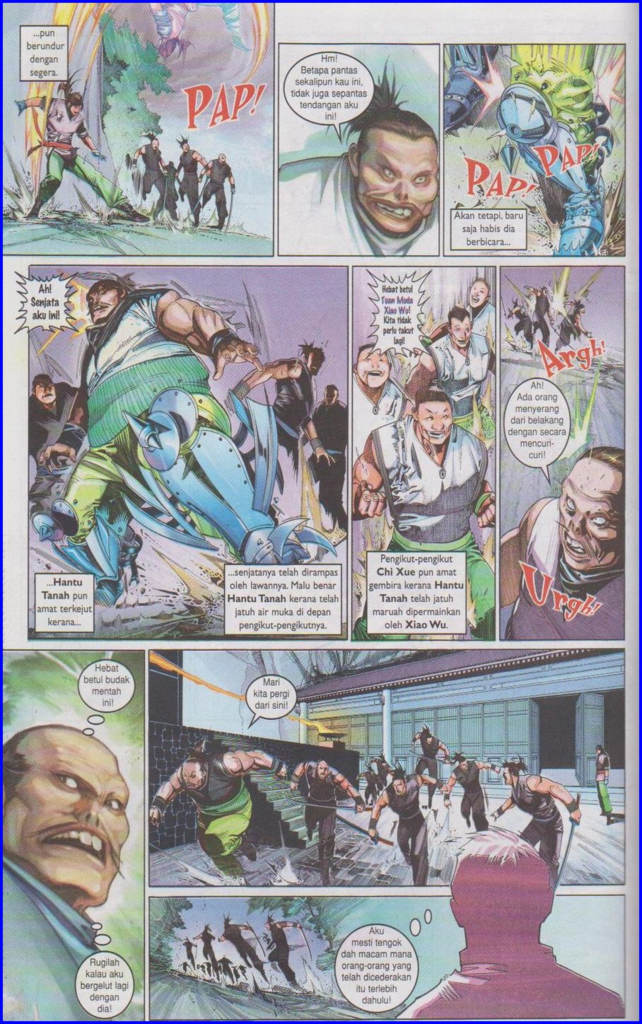 ...pun
berundur
dengan
segera.
PAP!
Hm!
Betapa pantas
sekalipun kau ini,
tidak juga sepantas
tendangan aku
ini!
PAP!
PAP!
Akan tetapi, baru
saja habis dia
berbicara...
Ah!
Senjata
aku ini!
...Hantu
Tanah pun
amat terkejut
kerana...
...senjatanya telah dirampas
oleh lawannya. Malu benar
Hantu Tanah kerana telah
jatuh air muka di depan
pengikut-pengikutnya.
Hebat betul
Tuan Muda
Xiao Wu!
Kita tidak
perlu takut
lagi!
Pengikut-pengikut
Chi Xue pun amat
gembira kerana Hantu
Tanah telah jatuh
maruah dipermainkan
oleh Xiao Wu.
Argh!
Ah!
Ada orang
menyerang
dari belakang
dengan secara
mencuri-
curi!
Urgh!
Hebat
betul budak
mentah
ini!
Rugilah
kalau aku
bergelut lagi
dengan
dia!
Mari
kita pergi
dari sini!
Aku
mesti tengok
dah macam mana
orang-orang yang
telah dicederakan
itu terlebih
dahulu!